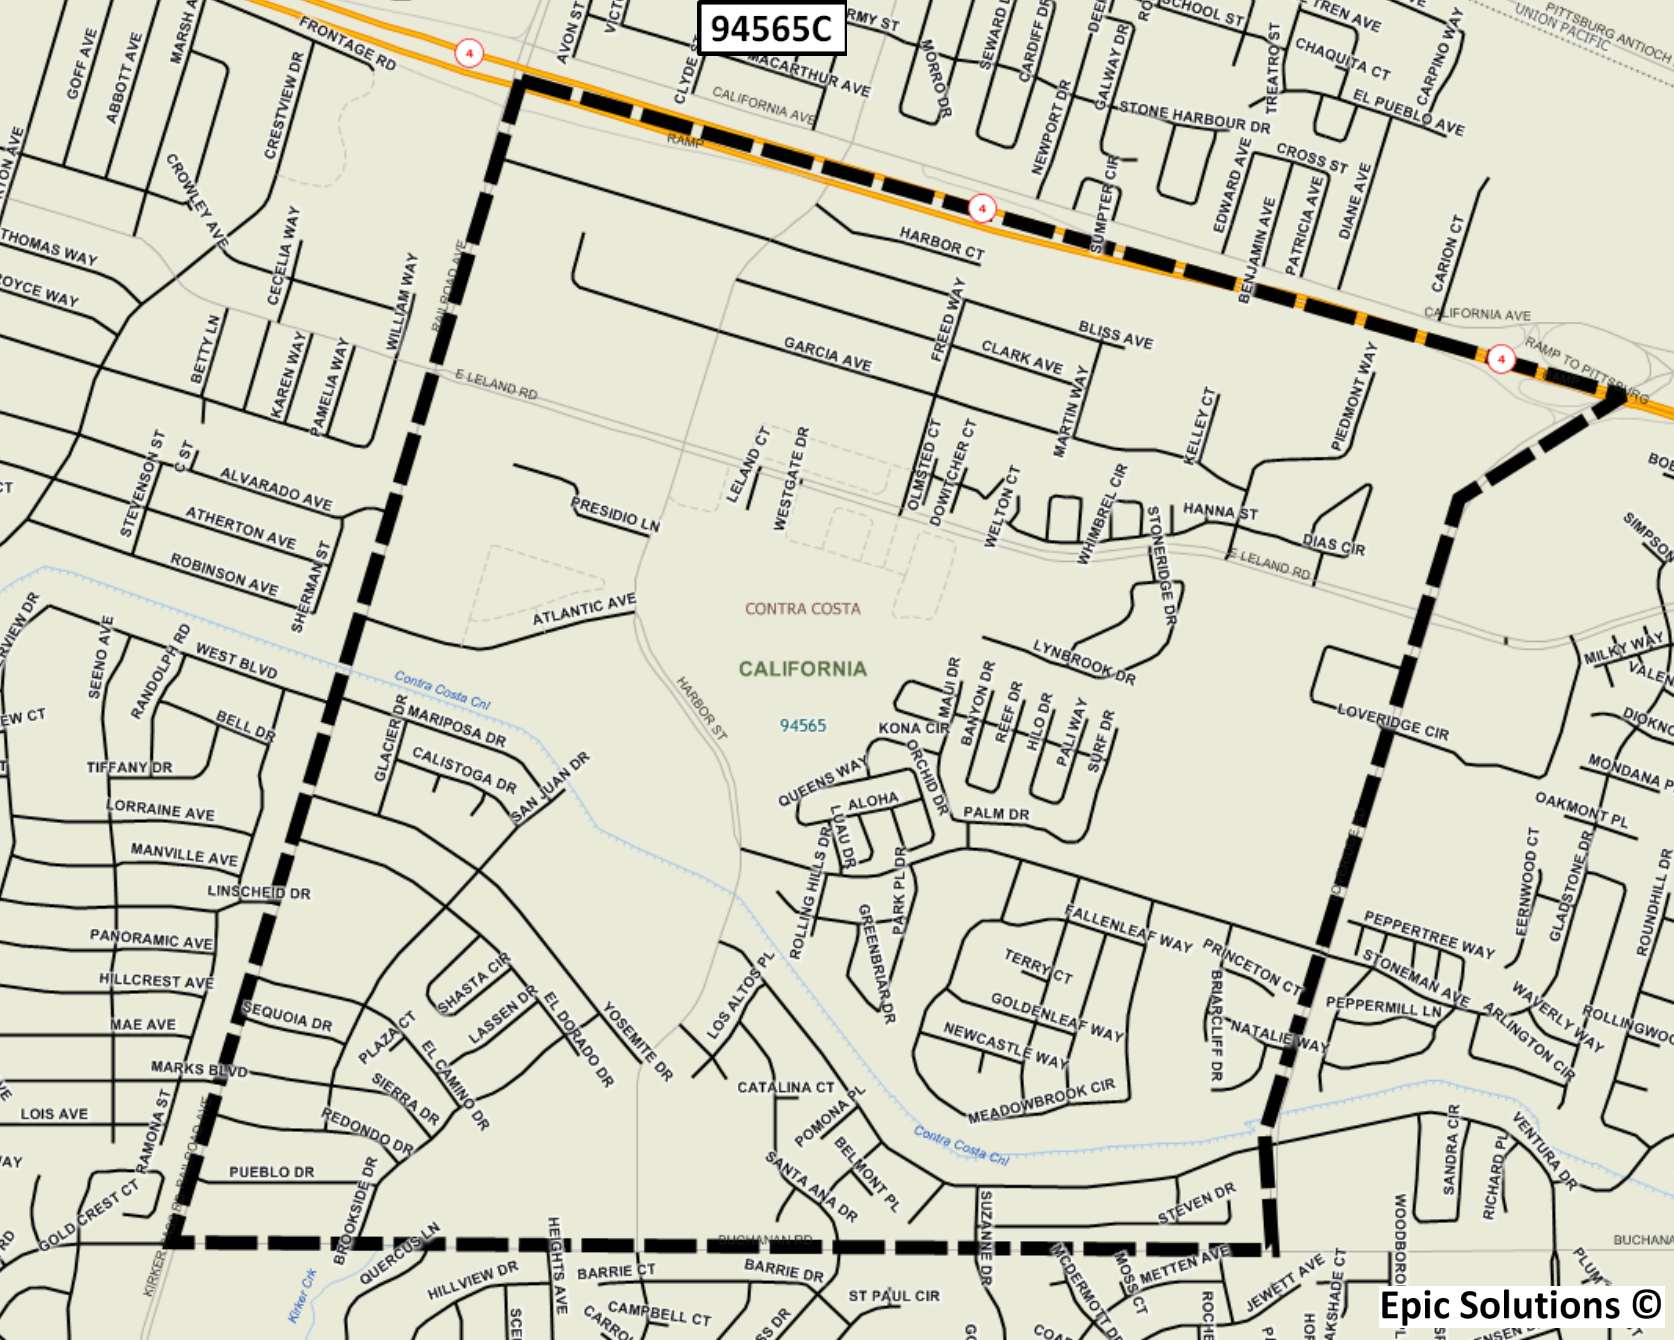 94565C
FRONTAGE RD
4
AVON ST
CLYDE ST
MACARTHUR AVE
CALIFORNIA AVE
RAMP
MORRO DR
CARDIFF DR
NEWPORT DR
GALWAY DR
SCHOOL ST
TREATRO ST
CHAQUITA CT
CARPINO WAY
UNION PACIFIC
PITTSBURG ANTIOCH
EL PUEBLO AVE
STONE HARBOUR DR
CROSS ST
SUMPTER CIR
EDWARD AVE
BENJAMIN AVE
PATRICIA AVE
DIANE AVE
CARION CT
GOFF AVE
ABBOTT AVE
CRESTVIEW DR
CROWLEY AVE
THOMAS WAY
CECELIA WAY
WILLIAM WAY
RAILROAD AVE
BETTY LN
KAREN WAY
PAMELIA WAY
HARBOR CT
4
FREED WAY
BLISS AVE
CLARK AVE
GARCIA AVE
MARTIN WAY
KELLEY CT
PIEDMONT WAY
CALIFORNIA AVE
4
RAMP TO PITTSBURG
E LELAND RD
LELAND CT
WESTGATE DR
OLMSTED CT
DOWITCHER CT
WELTON CT
WHIMBREL CIR
STONERIDGE DR
HANNA ST
DIAS CIR
E LELAND RD
STEVENSON ST
C ST
ALVARADO AVE
ATHERTON AVE
ROBINSON AVE
SHERMAN ST
PRESIDIO LN
ATLANTIC AVE
CONTRA COSTA
CALIFORNIA
94565
LYNBROOK DR
MILKY WAY
LOVERIDGE CIR
SEENO AVE
RANDOLPH RD
WEST BLVD
BELL DR
TIFFANY DR
Contra Costa Cnl
GLACIER DR
MARIPOSA DR
CALISTOGA DR
SAN JUAN DR
HARBOR ST
KONA CIR
MAUI DR
BANYON DR
REEF DR
HILO DR
PALI WAY
SURF DR
ORCHID DR
QUEENS WAY
ALOHA
LUAU DR
PALM DR
LORRAINE AVE
MANVILLE AVE
LINSCHEID DR
PANORAMIC AVE
HILLCREST AVE
MAE AVE
MARKS BLVD
LOIS AVE
ROLLING HILLS DR
PARK PL DR
GREENBRIAR DR
FALLENLEAF WAY
TERRY CT
GOLDENLEAF WAY
NEWCASTLE WAY
MEADOWBROOK CIR
PRINCETON CT
BRIARCLIFF DR
NATALIE WAY
PEPPERTREE WAY
STONEMAN AVE
PEPPERMILL LN
ARLINGTON CIR
WAVERLY WAY
OAKMONT PL
FERNWOOD CT
GLADSTONE DR
ROUNDHILL DR
SEQUOIA DR
SHASTA CIR
LASSEN DR
PLAZA CT
EL CAMINO DR
EL DORADO DR
YOSEMITE DR
SIERRA DR
REDONDO DR
PUEBLO DR
BROOKSIDE DR
RAMONA ST
GOLD CREST CT
LOS ALTOS PL
CATALINA CT
POMONA PL
BELMONT PL
SANTA ANA DR
Contra Costa Cnl
STEVEN DR
SUZANNE DR
SANDRA CIR
RICHARD PL
VENTURA DR
BUCHANAN RD
QUERCUS LN
Kirker Crk
HILLVIEW DR
HEIGHTS AVE
BARRIE CT
BARRIE DR
CAMPBELL CT
ST PAUL CIR
MCDERMOTT DR
MOSS CT
METTEN AVE
JEWETT AVE
Epic Solutions ©